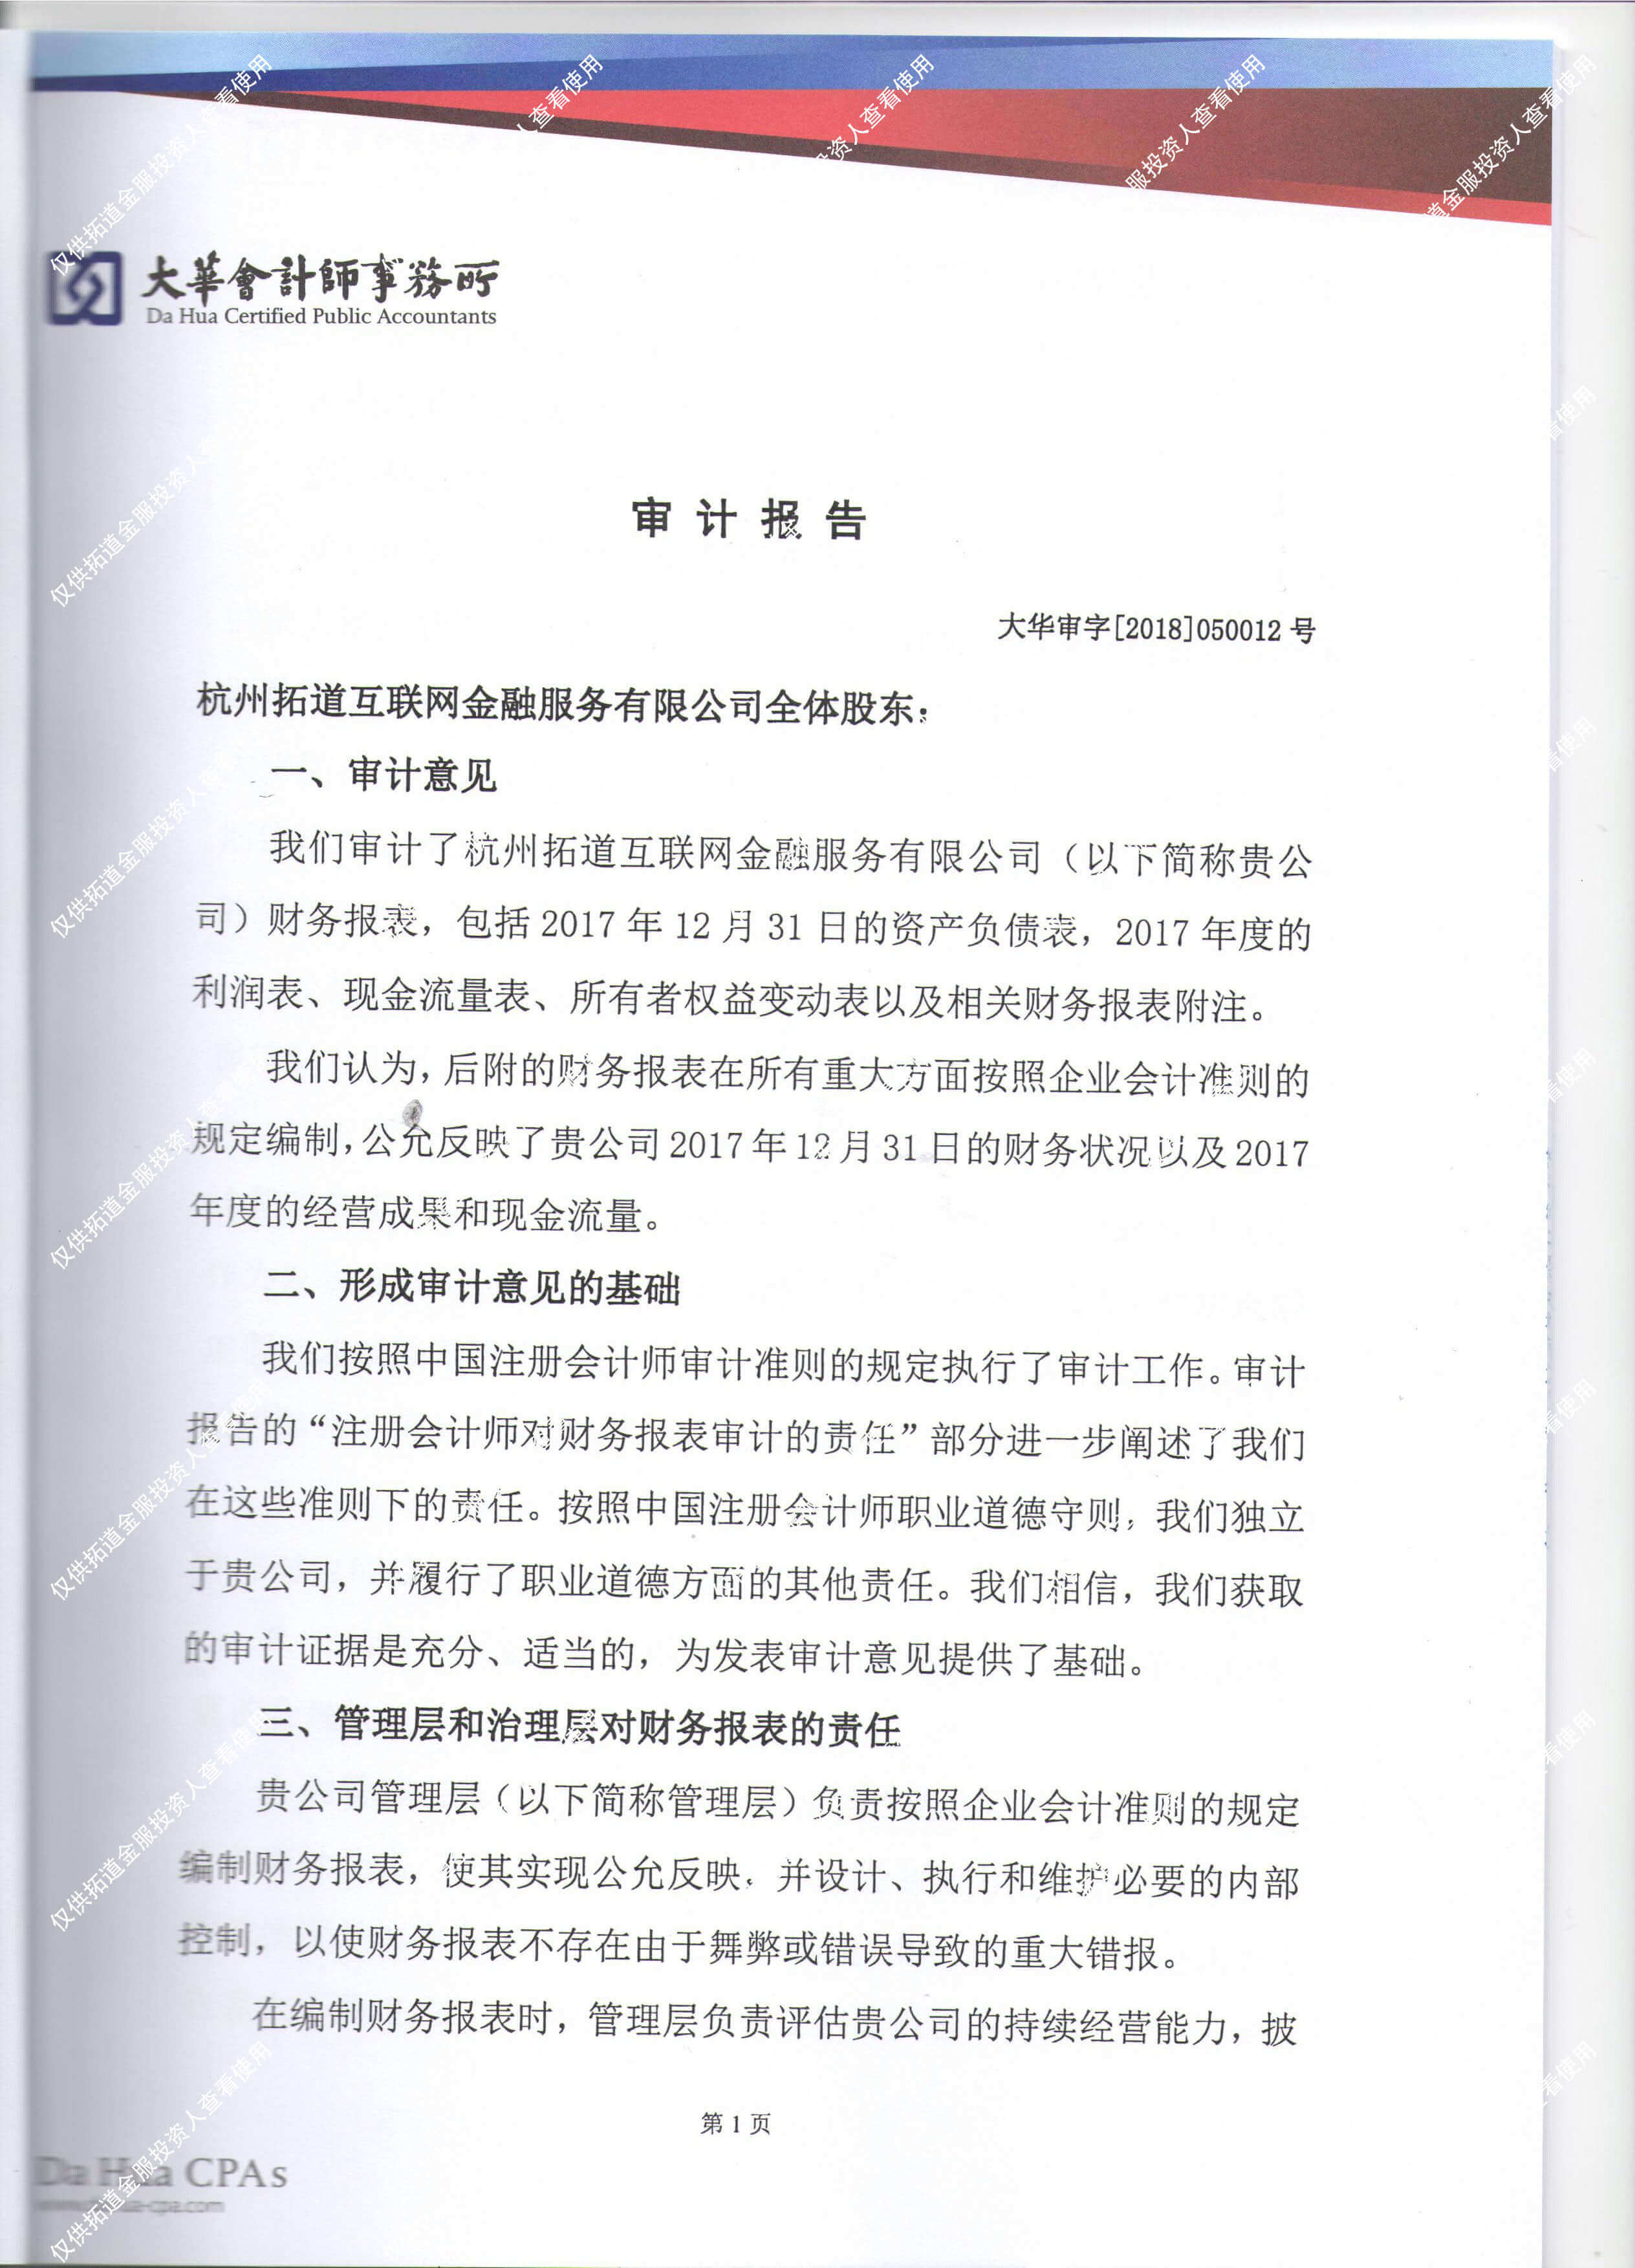 大華會計師事務所
Da Hua Certified Public Accountants
审计报告
大华审字[2018]050012号
杭州拓道互联网金融服务有限公司全体股东：
一、审计意见
我们审计了杭州拓道互联网金融服务有限公司（以下简称贵公
司）财务报表，包括 2017 年 12 月 31 日的资产负债表，2017 年度的
利润表、现金流量表、所有者权益变动表以及相关财务报表附注。
我们认为，后附的财务报表在所有重大方面按照企业会计准则的
规定编制，公允反映了贵公司 2017 年 12 月 31 日的财务状况以及 2017
年度的经营成果和现金流量。
二、形成审计意见的基础
我们按照中国注册会计师审计准则的规定执行了审计工作。审计
报告的“注册会计师对财务报表审计的责任”部分进一步阐述了我们
在这些准则下的责任。按照中国注册会计师职业道德守则，我们独立
于贵公司，并履行了职业道德方面的其他责任。我们相信，我们获取
的审计证据是充分、适当的，为发表审计意见提供了基础。
三、管理层和治理层对财务报表的责任
贵公司管理层（以下简称管理层）负责按照企业会计准则的规定
编制财务报表，使其实现公允反映，并设计、执行和维护必要的内部
控制，以使财务报表不存在由于舞弊或错误导致的重大错报。
在编制财务报表时，管理层负责评估贵公司的持续经营能力，披
第 1 页
Da Hua CPAs
仅供拓道金服投资人查看使用